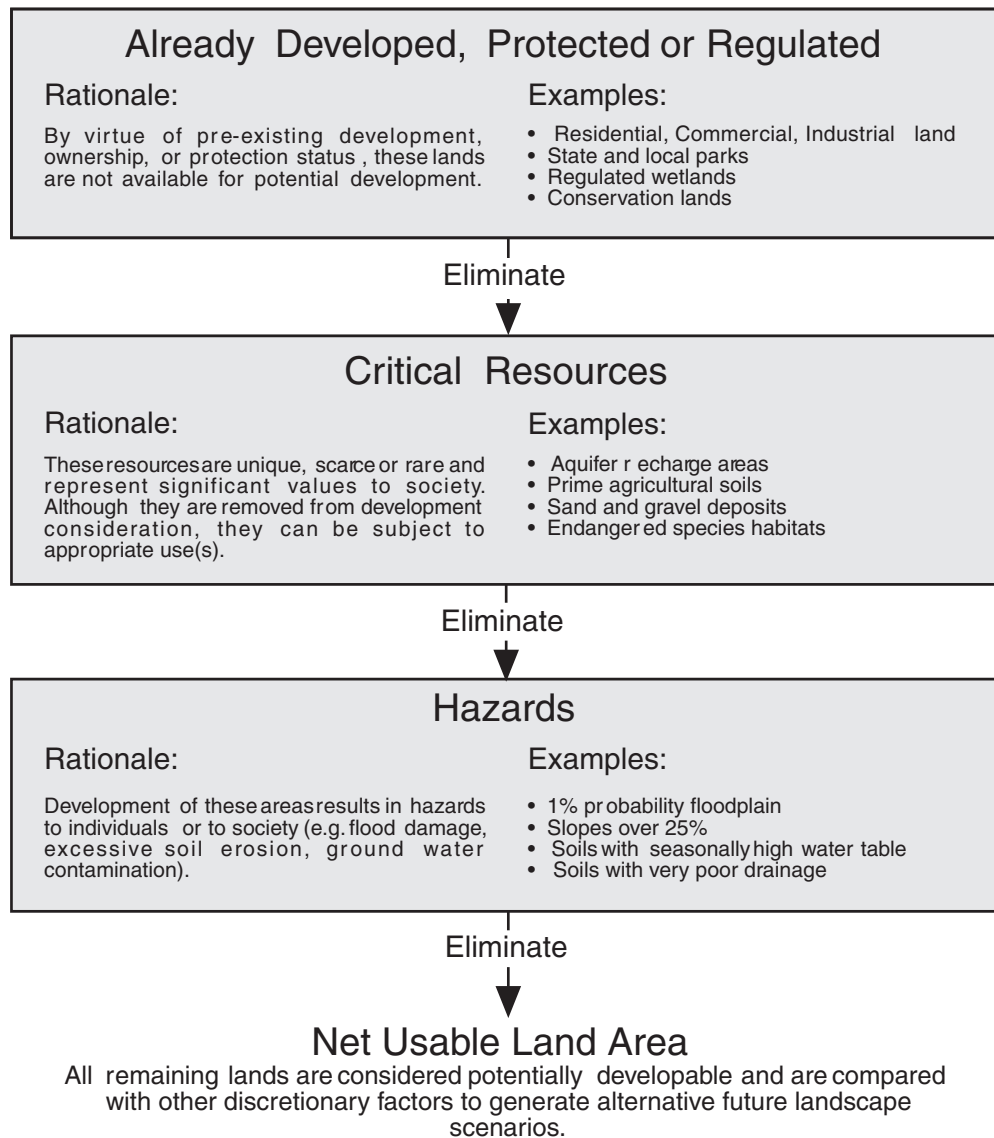 Already Developed, Protected or Regulated
Rationale:
By virtue of pre-existing development,
ownership, or protection status , these lands
are not available for potential development.
Examples:
• Residential, Commercial, Industrial land
• State and local parks
• Regulated wetlands
• Conservation lands
Eliminate
Critical Resources
Rationale:
These resources are unique, scarce or rare and
represent significant values to society.
Although they are removed from development
consideration, they can be subject to
appropriate use(s).
Examples:
• Aquifer r echarge areas
• Prime agricultural soils
• Sand and gravel deposits
• Endanger ed species habitats
Eliminate
Hazards
Rationale:
Development of these areas results in hazards
to individuals or to society (e.g. flood damage,
excessive soil erosion, ground water
contamination).
Examples:
• 1% pr obability floodplain
• Slopes over 25%
• Soils with seasonally high water table
• Soils with very poor drainage
Eliminate
Net Usable Land Area
All remaining lands are considered potentially developable and are compared
with other discretionary factors to generate alternative future landscape
scenarios.